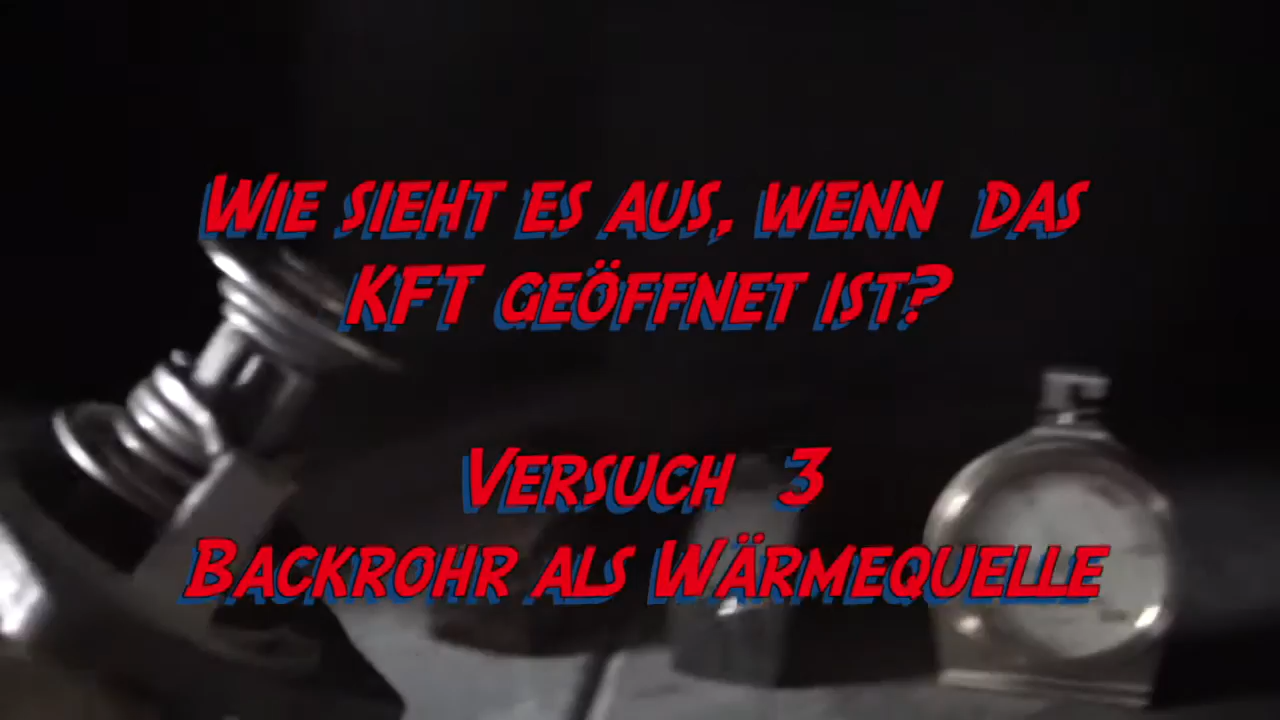 Wie sieht es aus, wenn das
KFT geöffnet ist?
Versuch 3
Backrohr als Wärmequelle